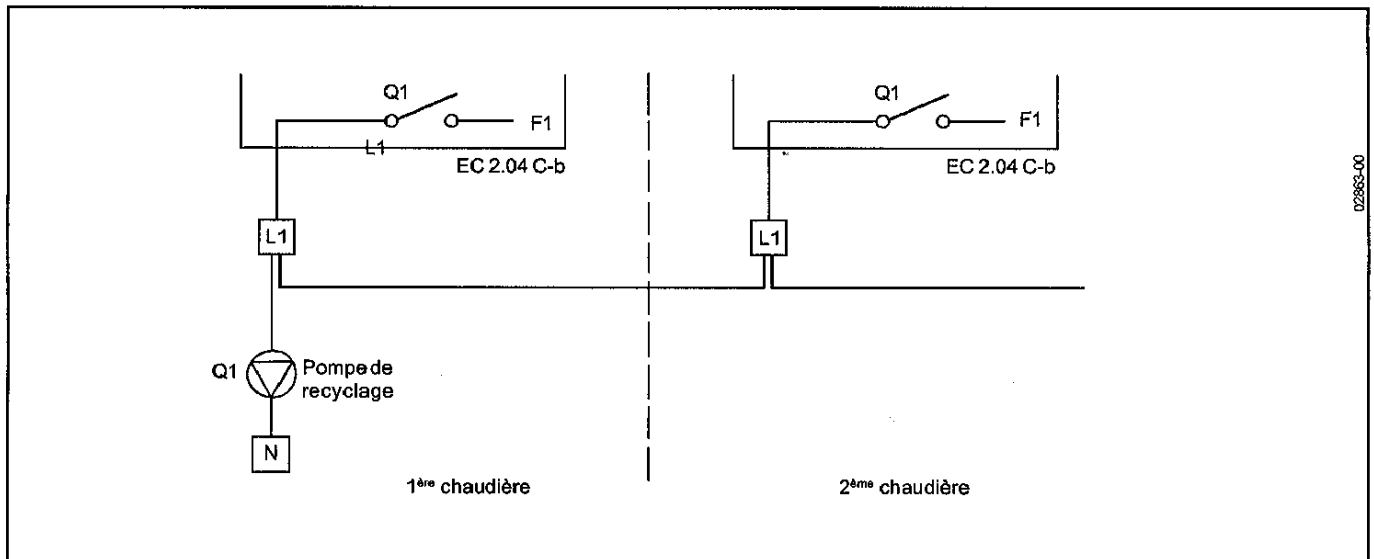 Q1
F1
L1
EC 2.04 C-b
Q1
F1
EC 2.04 C-b
02863-00
L1
L1
Q1
Pompe de
recyclage
N
1ère chaudière
2ème chaudière